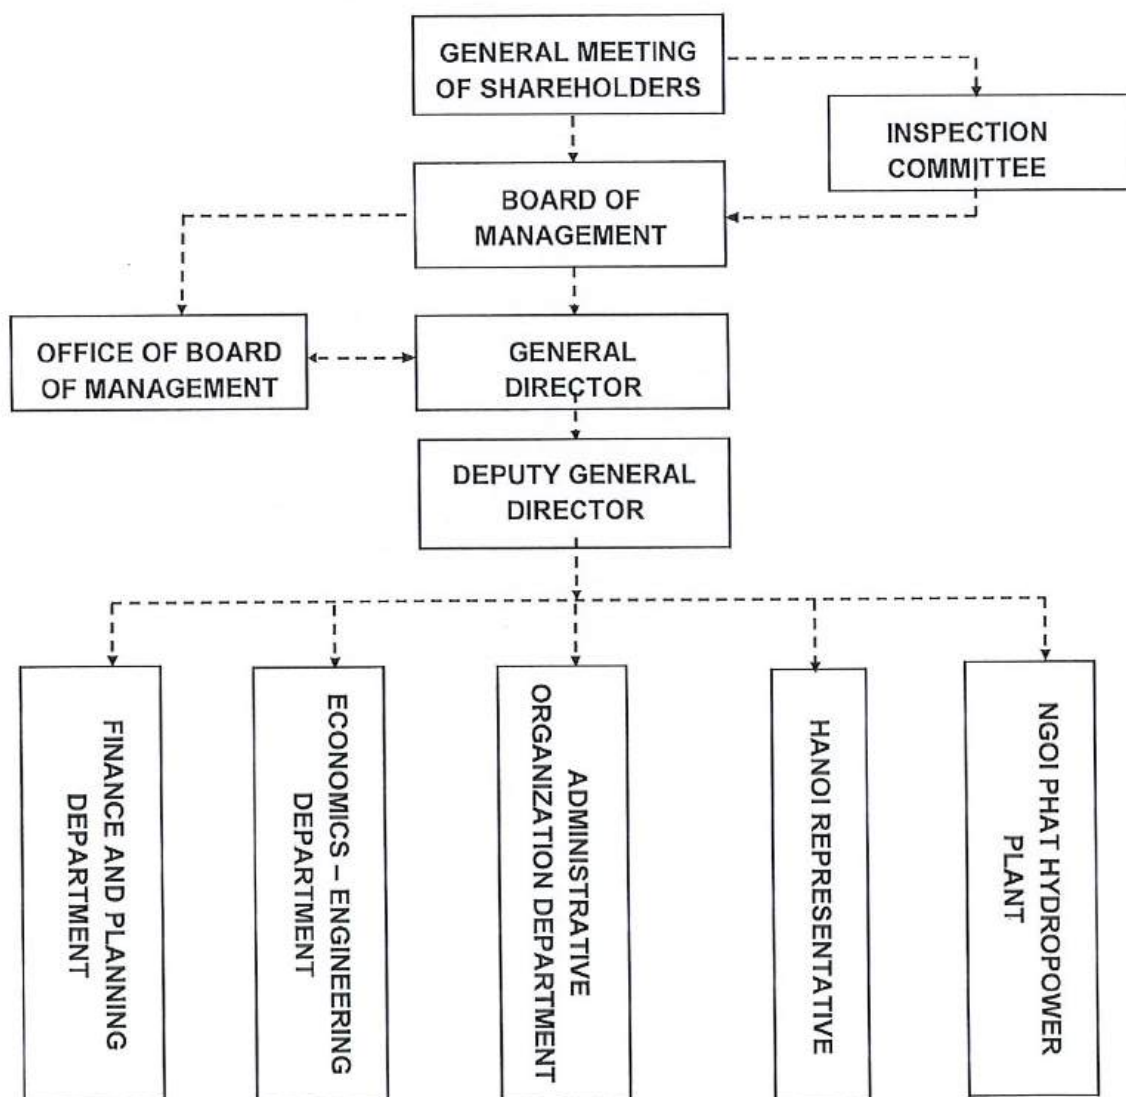 GENERAL MEETING
OF SHAREHOLDERS
INSPECTION
COMMITTEE
BOARD OF
MANAGEMENT
OFFICE OF BOARD
OF MANAGEMENT
GENERAL
DIRECTOR
DEPUTY GENERAL
DIRECTOR
FINANCE AND PLANNING
DEPARTMENT
ECONOMICS – ENGINEERING
DEPARTMENT
ADMINISTRATIVE
ORGANIZATION DEPARTMENT
HANOI REPRESENTATIVE
NGOI PHAT HYDROPOWER
PLANT